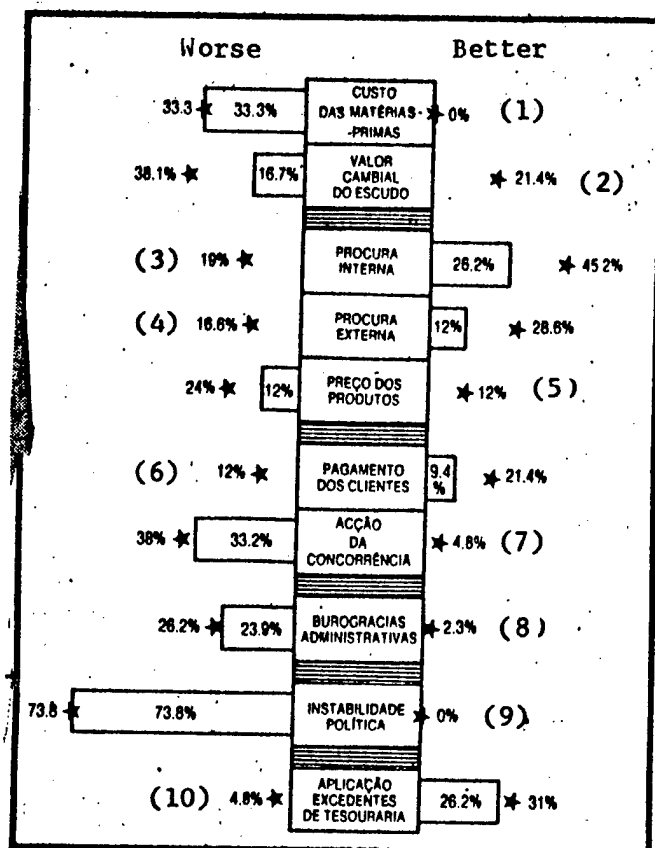 Worse Better
33.3 33.3% CUSTO DAS MATÉRIAS-PRIMAS 0% (1)
38.1% 16.7% VALOR CAMBIAL DO ESCUDO 21.4% (2)
(3) 19% PROCURA INTERNA 26.2% 45.2%
(4) 16.6% PROCURA EXTERNA 12% 28.6%
24% 12% PREÇO DOS PRODUTOS 12% (5)
(6) 12% PAGAMENTO DOS CLIENTES 9.4% 21.4%
38% 33.2% ACÇÃO DA CONCORRÊNCIA 4.8% (7)
26.2% 23.9% BUROGRACIAS ADMINISTRATIVAS 2.3% (8)
73.8 73.8% INSTABILIDADE POLÍTICA 0% (9)
(10) 4.8% APLICAÇÃO EXCEDENTES DE TESOURARIA 26.2% 31%